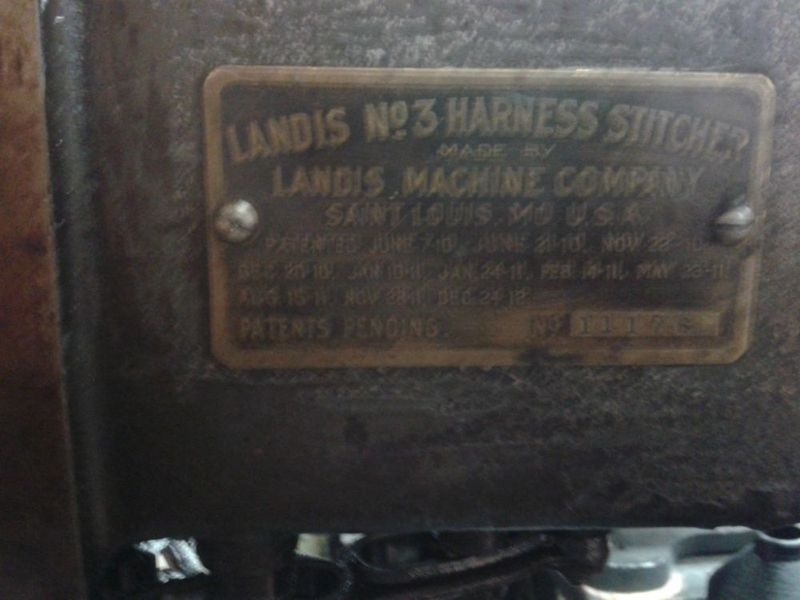 LANDIS Nº3 HARNESS STITCHER
MADE BY
LANDIS MACHINE COMPANY
SAINT LOUIS, MO. U.S.A.
PATENTED JUNE 7-10, JUNE 21-10, NOV. 22-10,
DEC. 20-10, JAN. 10-11, JAN. 24-11, FEB. 14-11, MAY 23-11,
AUG. 15-11, NOV. 28-11, DEC. 24-12.
PATENTS PENDING. Nº